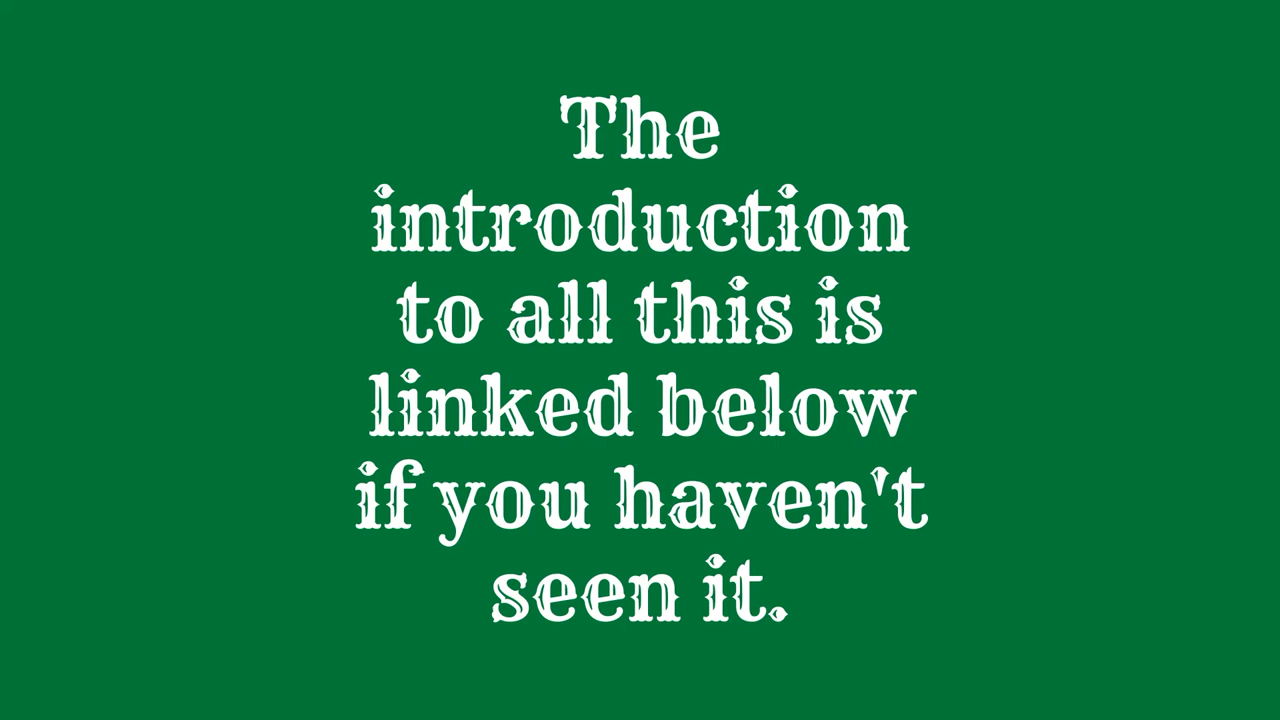 The
introduction
to all this is
linked below
if you haven't
seen it.